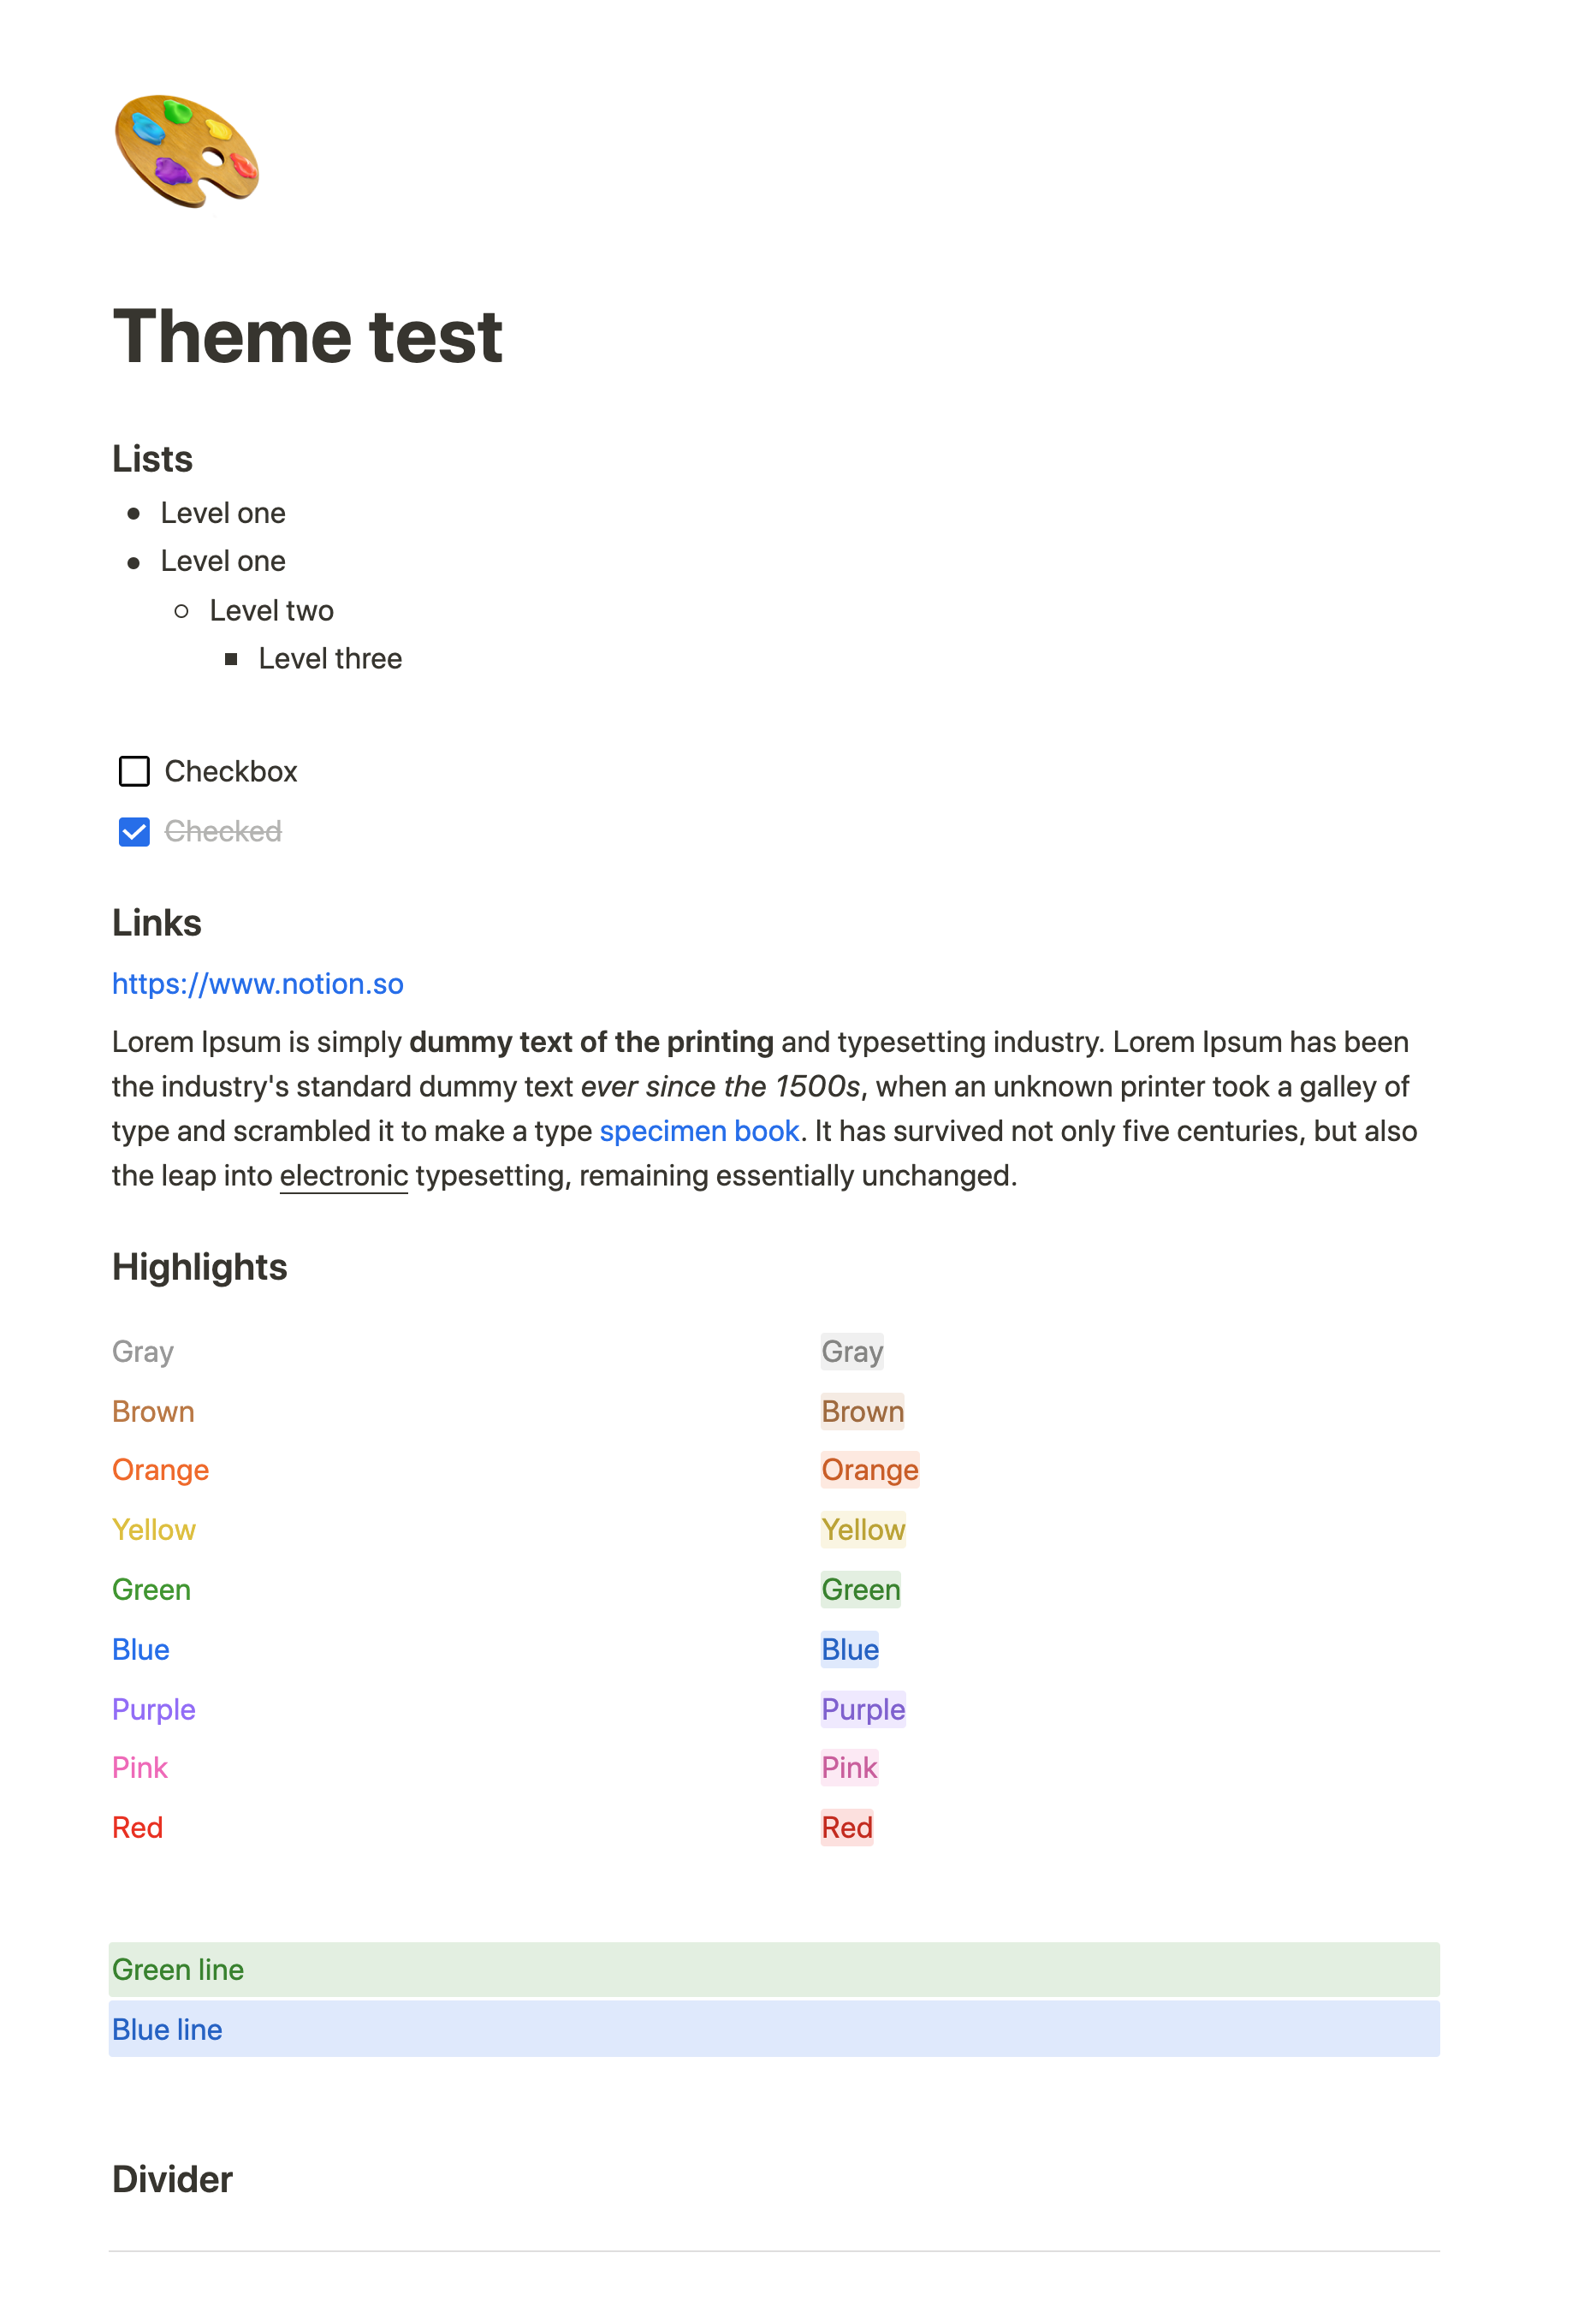 Theme test
Lists
Level one
Level one
Level two
Level three
Checkbox
Checked
Links
https://www.notion.so
Lorem Ipsum is simply dummy text of the printing and typesetting industry. Lorem Ipsum has been
the industry's standard dummy text ever since the 1500s, when an unknown printer took a galley of
type and scrambled it to make a type specimen book. It has survived not only five centuries, but also
the leap into electronic typesetting, remaining essentially unchanged.
Highlights
Gray Gray
Brown Brown
Orange Orange
Yellow Yellow
Green Green
Blue Blue
Purple Purple
Pink Pink
Red Red
Green line
Blue line
Divider